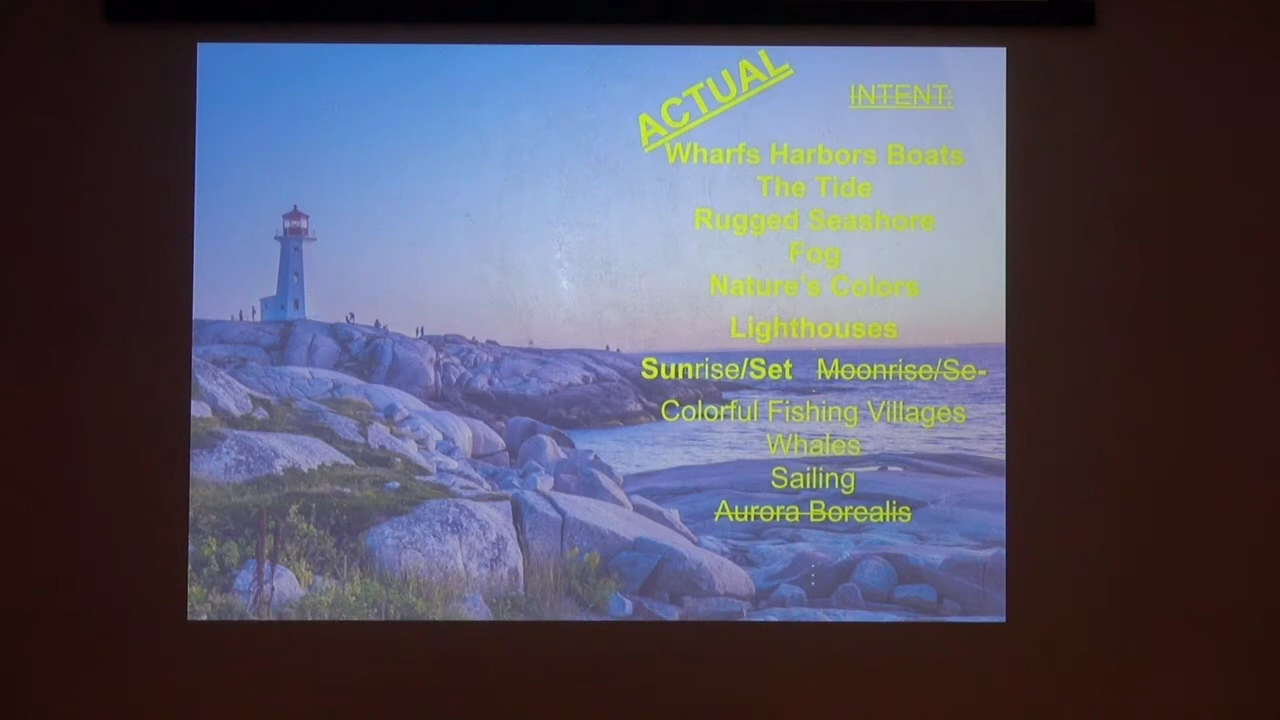 ACTUAL
INTENT:
Wharfs Harbors Boats
The Tide
Rugged Seashore
Fog
Nature's Colors
Lighthouses
Sunrise/Set Moonrise/Se-
Colorful Fishing Villages
Whales
Sailing
Aurora Borealis